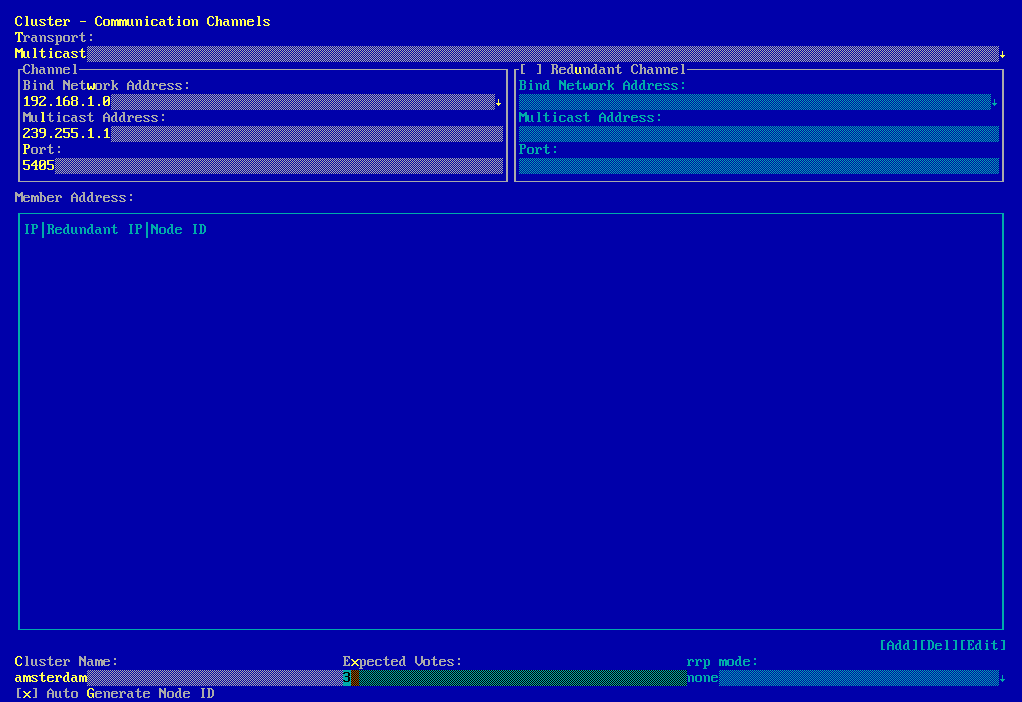 Cluster - Communication Channels
Transport:
Multicast↓
Channel
Bind Network Address:
192.168.1.0↓
Multicast Address:
239.255.1.1
Port:
5405
[ ] Redundant Channel
Bind Network Address:
↓
Multicast Address:
Port:
Member Address:
IP|Redundant IP|Node ID
[Add][Del][Edit]
Cluster Name: Expected Votes: rrp mode:
amsterdam 3 none↓
[x] Auto Generate Node ID